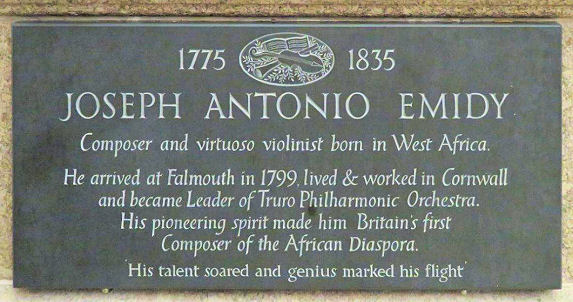 1775 1835
JOSEPH ANTONIO EMIDY
Composer and virtuoso violinist born in West Africa.
He arrived at Falmouth in 1799, lived & worked in Cornwall
and became Leader of Truro Philharmonic Orchestra.
His pioneering spirit made him Britain's first
Composer of the African Diaspora.
'His talent soared and genius marked his flight'